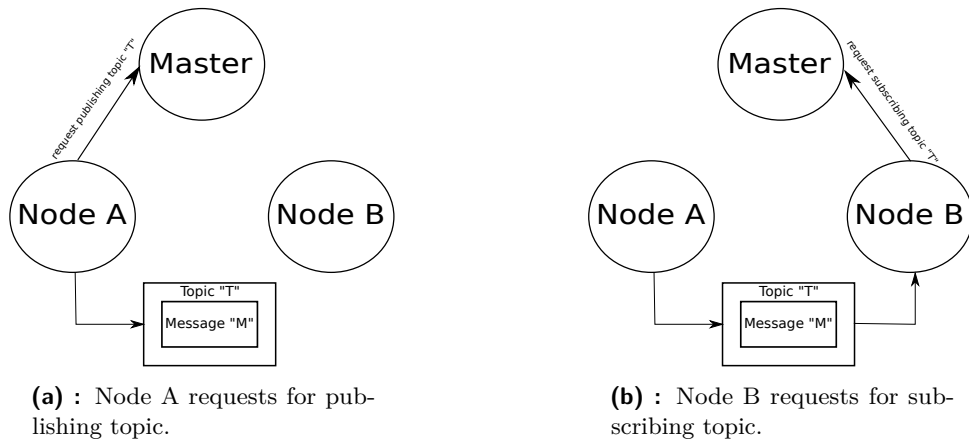 Master
request publishing topic "T"
Node A
Node B
Topic "T"
Message "M"
(a) : Node A requests for pub-
lishing topic.
Master
request subscribing topic "T"
Node A
Node B
Topic "T"
Message "M"
(b) : Node B requests for sub-
scribing topic.